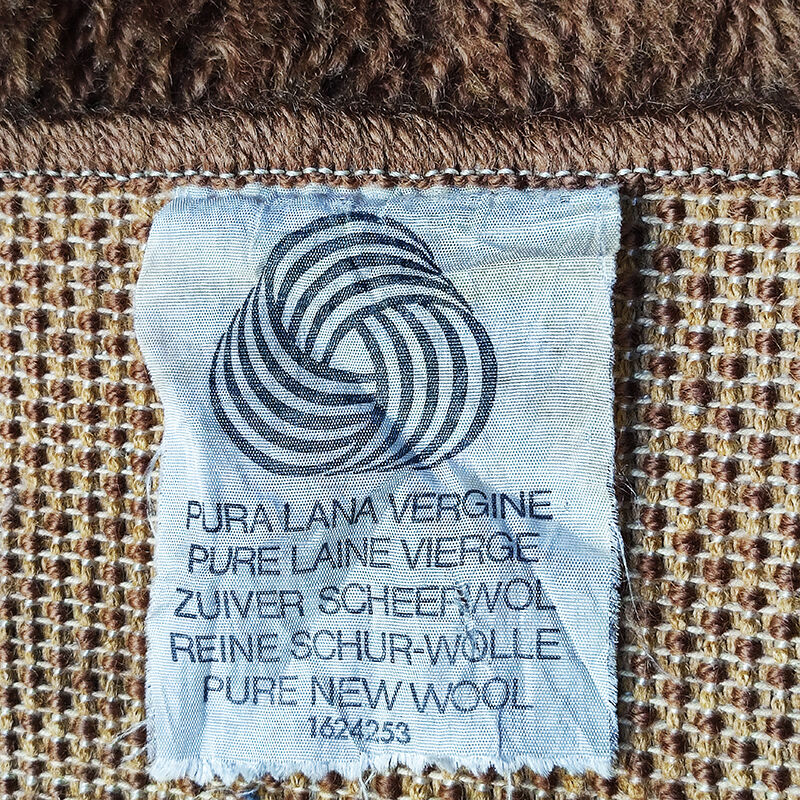 PURA LANA VERGINE
PURE LAINE VIERGE
ZUIVER SCHEERWOL
REINE SCHUR-WOLLE
PURE NEW WOOL
1624253